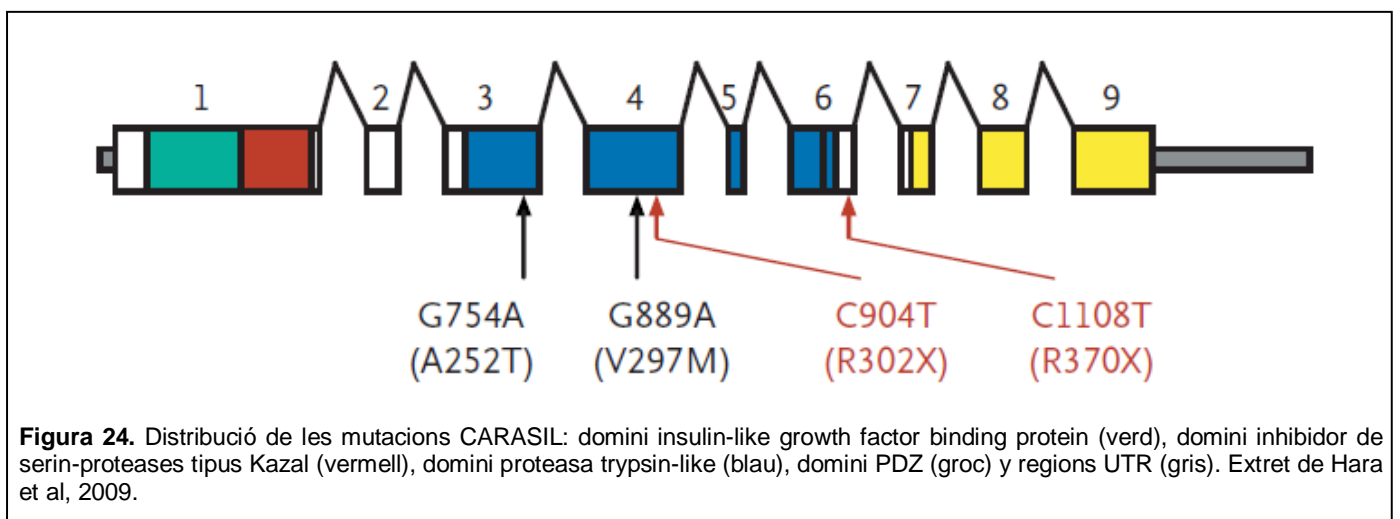 1 2 3 4 5 6 7 8 9
G754A G889A C904T C1108T
(A252T) (V297M) (R302X) (R370X)
Figura 24. Distribució de les mutacions CARASIL: domini insulin-like growth factor binding protein (verd), domini inhibidor de
serin-proteases tipus Kazal (vermell), domini proteasa trypsin-like (blau), domini PDZ (groc) y regions UTR (gris). Extret de Hara
et al, 2009.